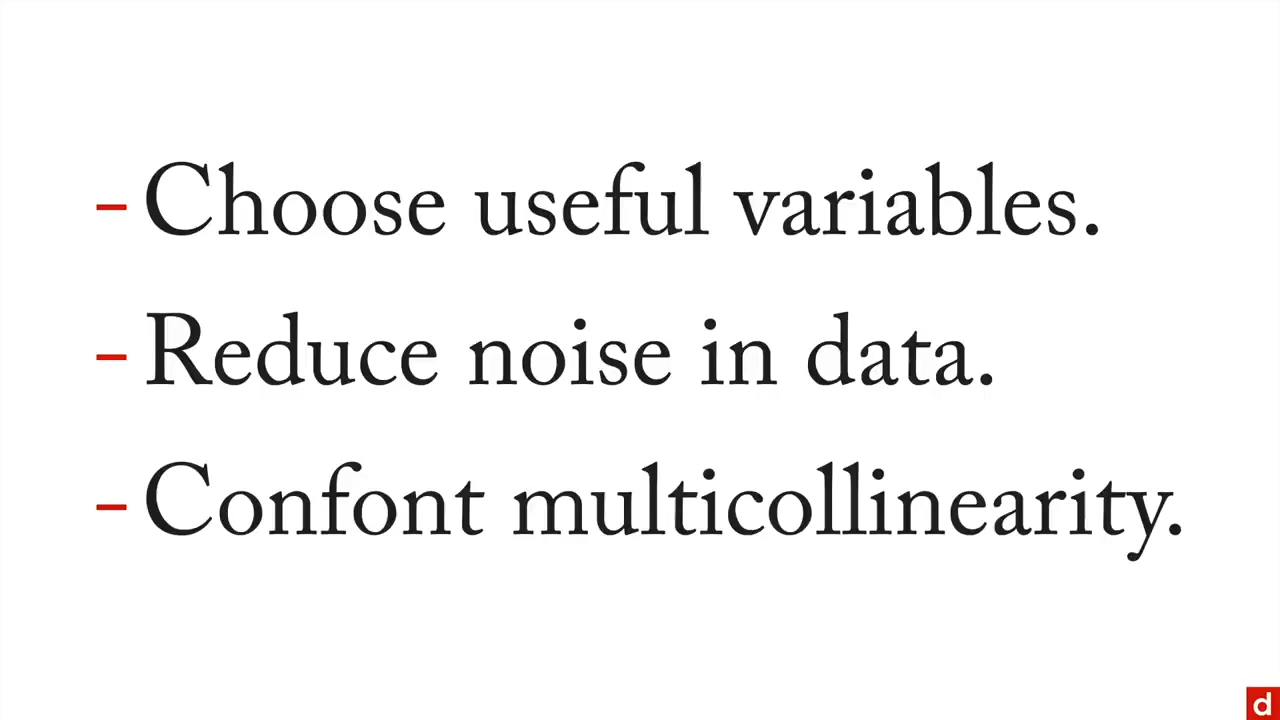 - Choose useful variables.
- Reduce noise in data.
- Confont multicollinearity.
d